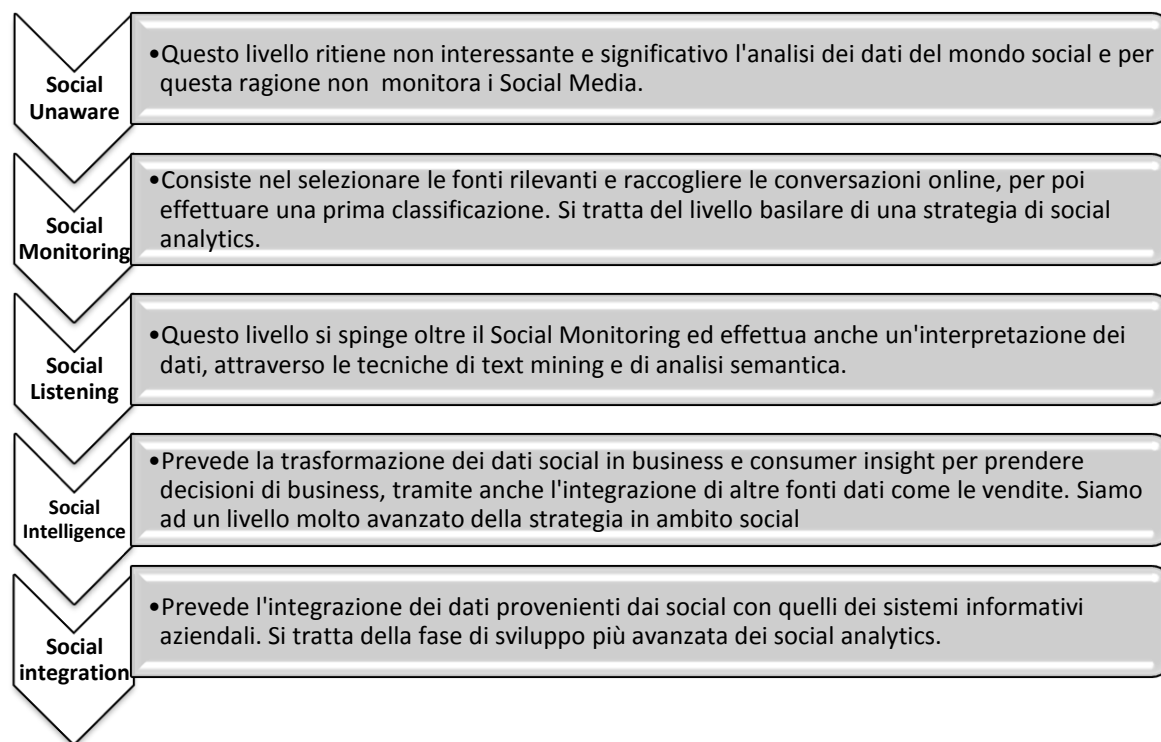 Social
Unaware
•Questo livello ritiene non interessante e significativo l'analisi dei dati del mondo social e per
questa ragione non  monitora i Social Media.
Social
Monitoring
•Consiste nel selezionare le fonti rilevanti e raccogliere le conversazioni online, per poi
effettuare una prima classificazione. Si tratta del livello basilare di una strategia di social
analytics.
Social
Listening
•Questo livello si spinge oltre il Social Monitoring ed effettua anche un'interpretazione dei
dati, attraverso le tecniche di text mining e di analisi semantica.
Social
Intelligence
•Prevede la trasformazione dei dati social in business e consumer insight per prendere
decisioni di business, tramite anche l'integrazione di altre fonti dati come le vendite. Siamo
ad un livello molto avanzato della strategia in ambito social
Social
integration
•Prevede l'integrazione dei dati provenienti dai social con quelli dei sistemi informativi
aziendali. Si tratta della fase di sviluppo più avanzata dei social analytics.